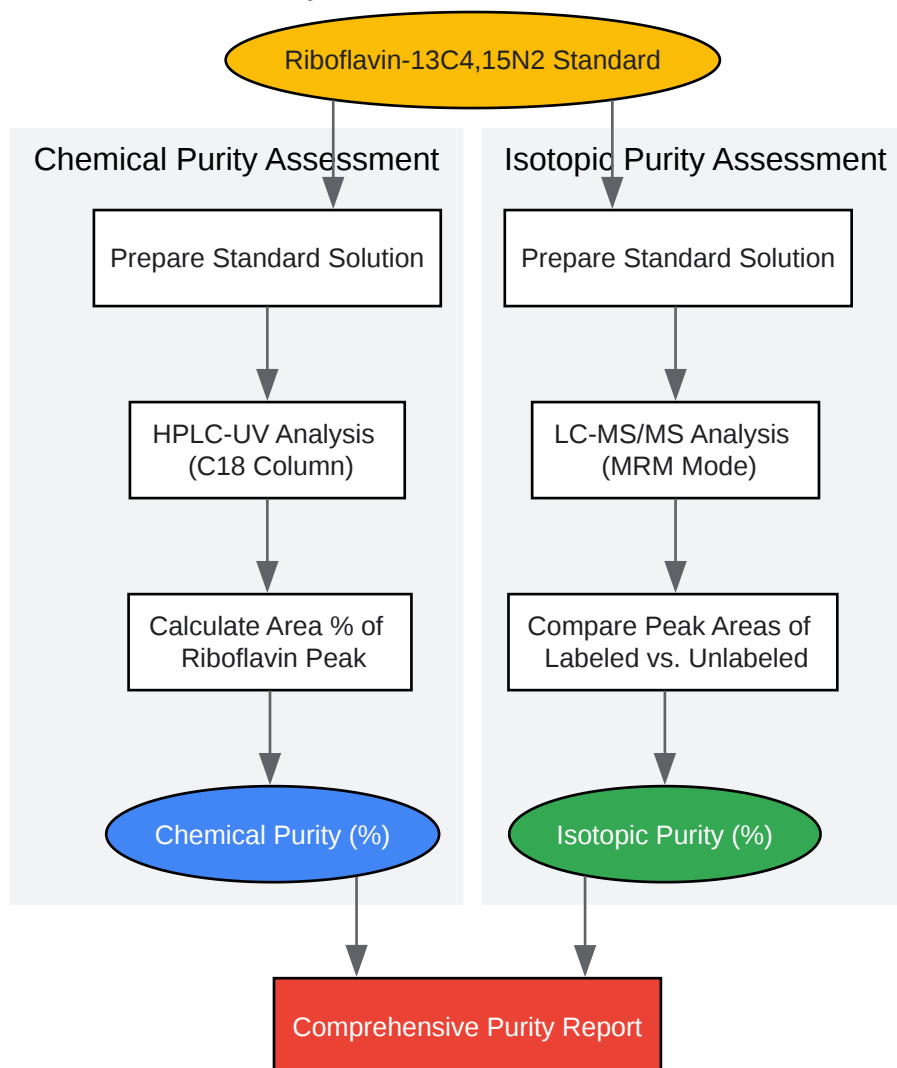 Riboflavin-13C4,15N2 Standard
Chemical Purity Assessment
Prepare Standard Solution
HPLC-UV Analysis
(C18 Column)
Calculate Area % of
Riboflavin Peak
Chemical Purity (%)
Isotopic Purity Assessment
Prepare Standard Solution
LC-MS/MS Analysis
(MRM Mode)
Compare Peak Areas of
Labeled vs. Unlabeled
Isotopic Purity (%)
Comprehensive Purity Report